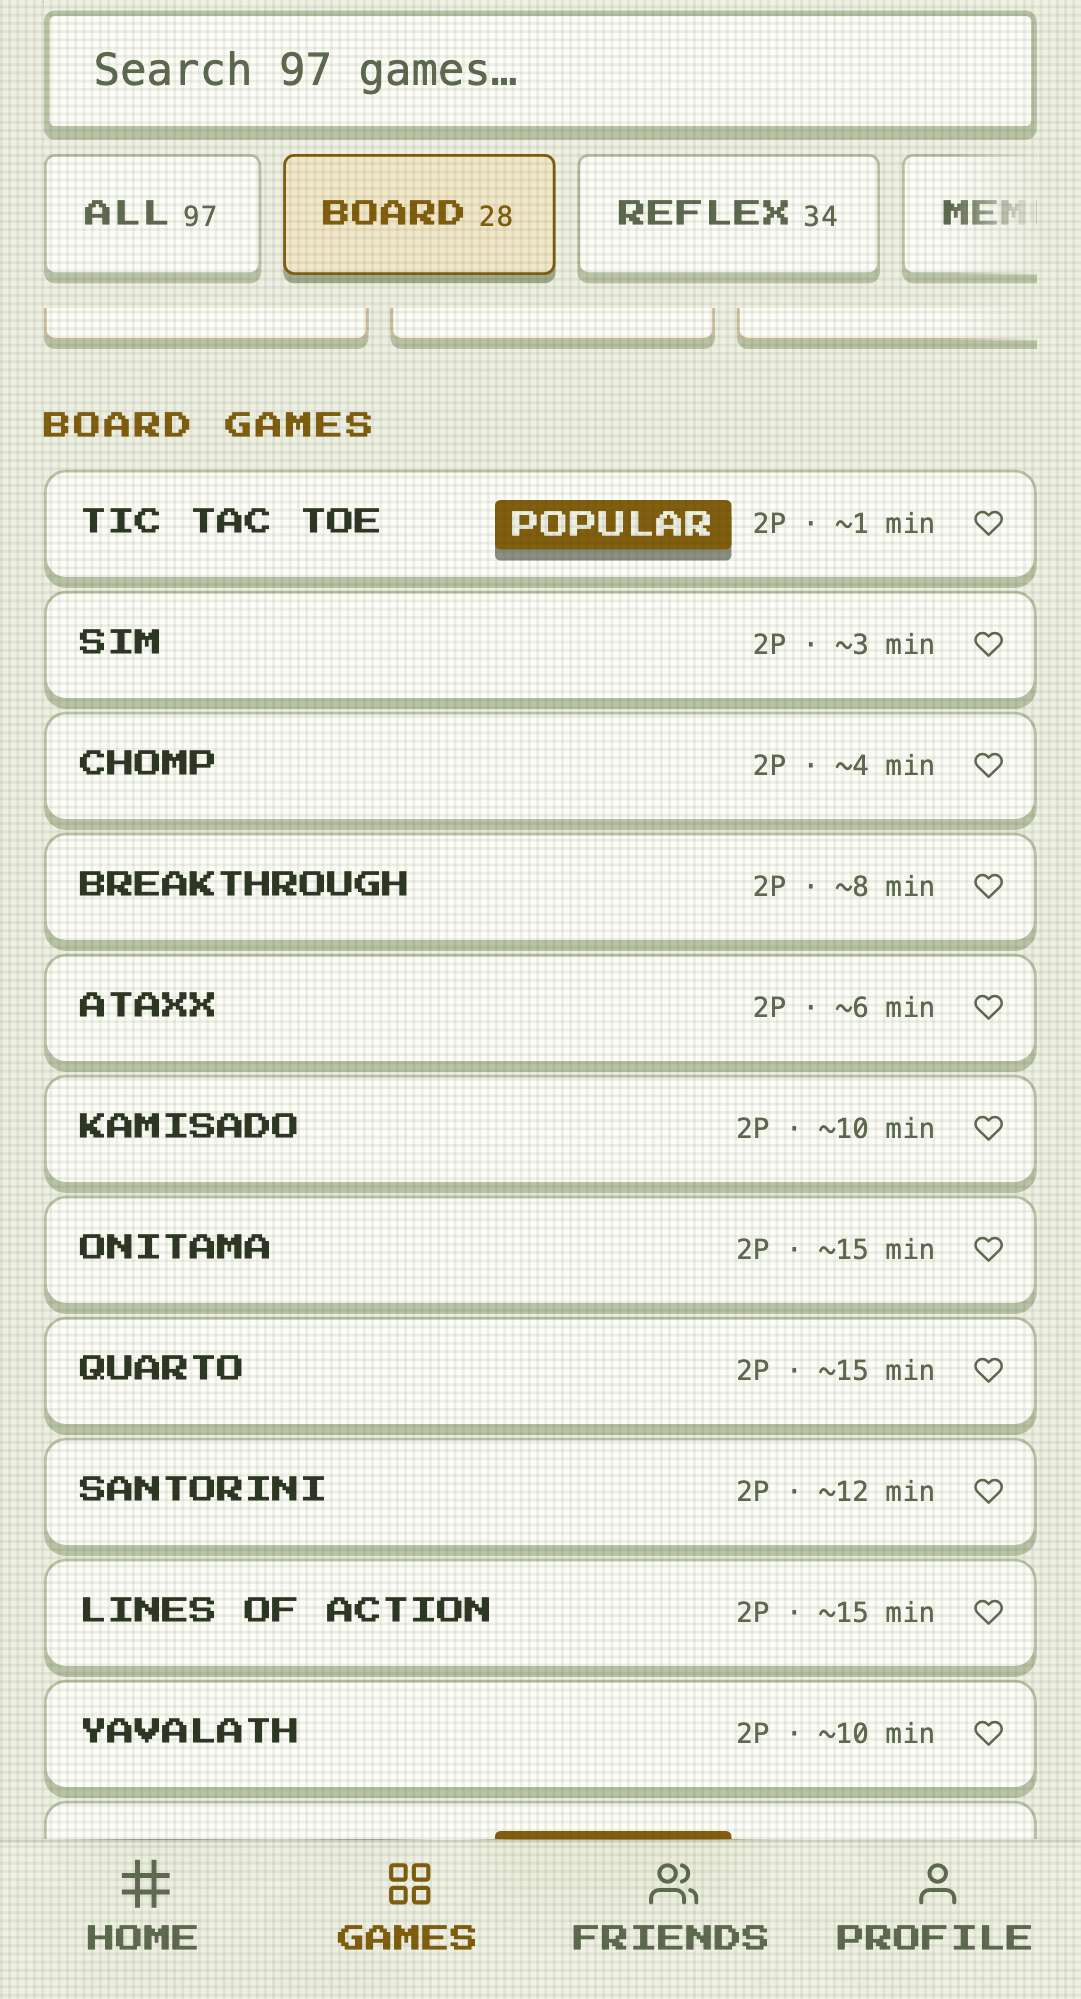 Search 97 games…
ALL 97 BOARD 28 REFLEX 34
BOARD GAMES
TIC TAC TOE POPULAR 2P · ~1 min
SIM 2P · ~3 min
CHOMP 2P · ~4 min
BREAKTHROUGH 2P · ~8 min
ATAXX 2P · ~6 min
KAMISADO 2P · ~10 min
ONITAMA 2P · ~15 min
QUARTO 2P · ~15 min
SANTORINI 2P · ~12 min
LINES OF ACTION 2P · ~15 min
YAVALATH 2P · ~10 min
HOME GAMES FRIENDS PROFILE